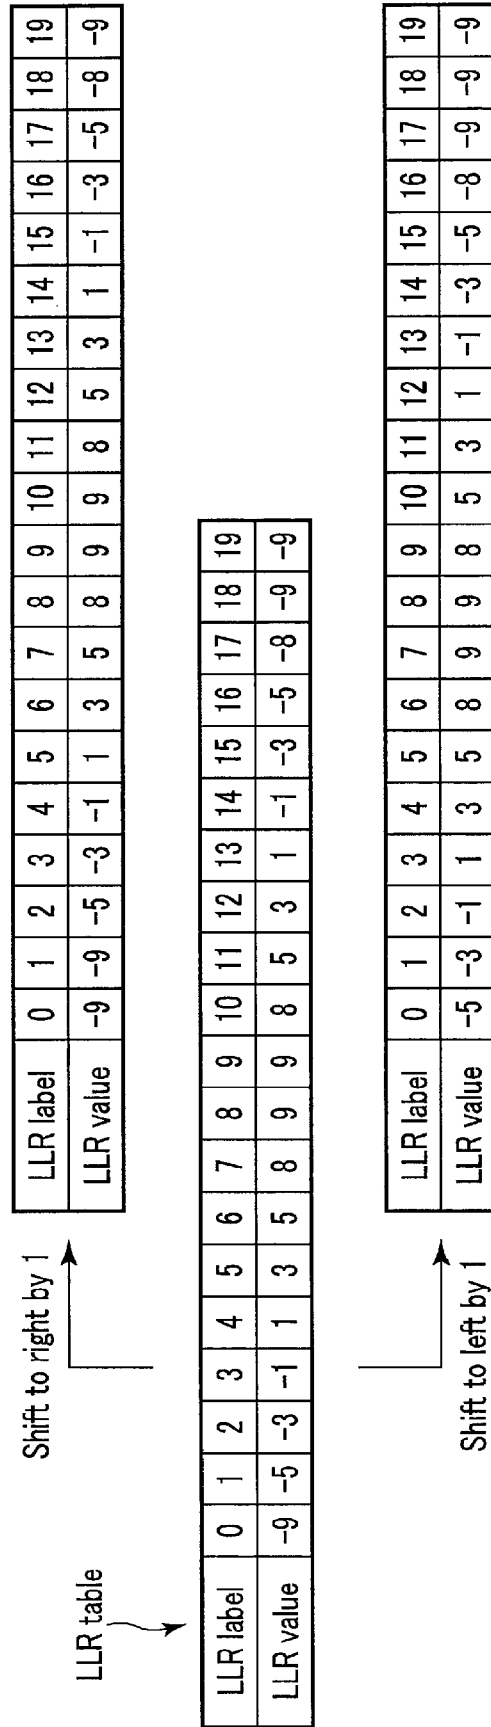 LLR label 0 1 2 3 4 5 6 7 8 9 10 11 12 13 14 15 16 17 18 19
LLR value -9 -9 -5 -3 -1 1 3 5 8 9 9 8 5 3 1 -1 -3 -5 -8 -9
Shift to right by 1
LLR table
LLR label 0 1 2 3 4 5 6 7 8 9 10 11 12 13 14 15 16 17 18 19
LLR value -9 -5 -3 -1 1 3 5 8 9 9 8 5 3 1 -1 -3 -5 -8 -9 -9
LLR label 0 1 2 3 4 5 6 7 8 9 10 11 12 13 14 15 16 17 18 19
LLR value -5 -3 -1 1 3 5 8 9 9 8 5 3 1 -1 -3 -5 -8 -9 -9 -9
Shift to left by 1